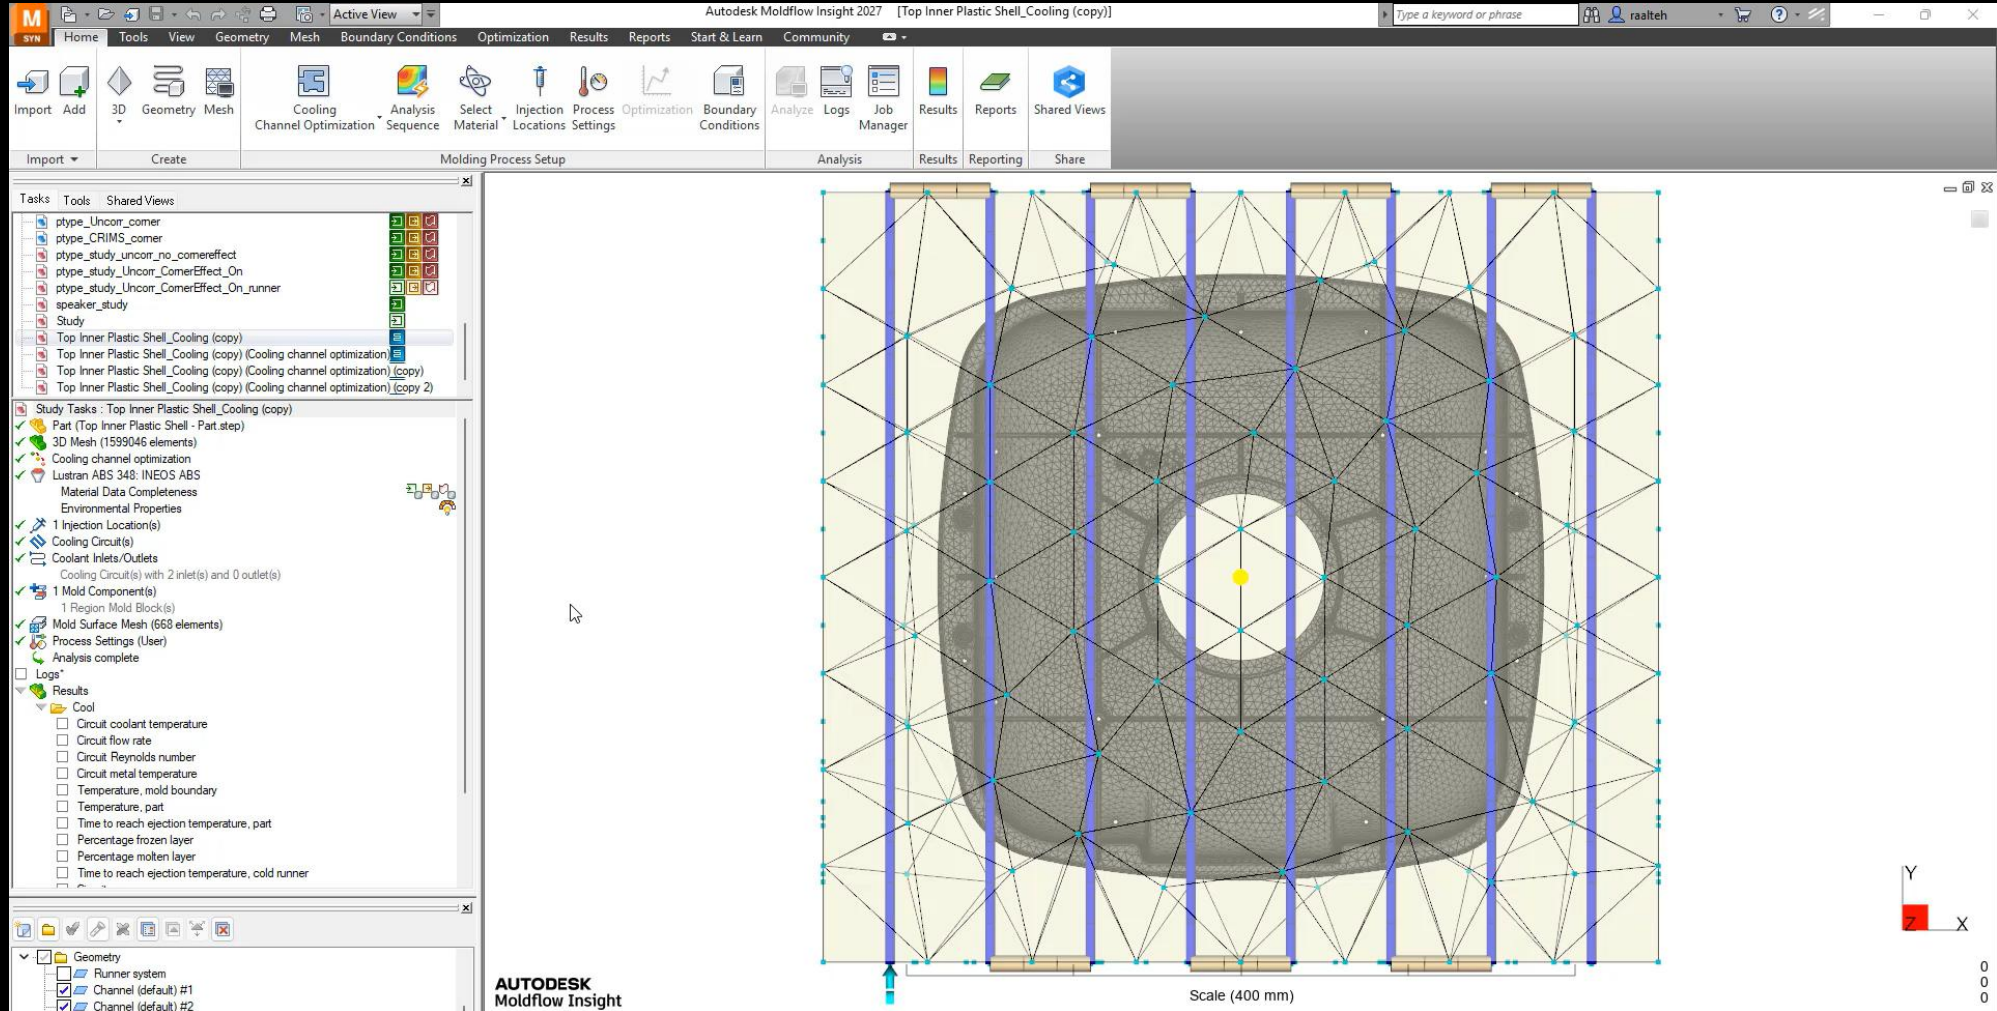 Active View
Autodesk Moldflow Insight 2027 [Top Inner Plastic Shell_Cooling (copy)]
Type a keyword or phrase
raalteh
M
SYN
Home Tools View Geometry Mesh Boundary Conditions Optimization Results Reports Start & Learn Community
Import Add 3D Geometry Mesh
Cooling Channel Optimization
Analysis Sequence
Select Material
Injection Locations
Process Settings
Optimization
Boundary Conditions
Analyze Logs
Job Manager
Results Reports Shared Views
Import Create Molding Process Setup Analysis Results Reporting Share
Tasks Tools Shared Views
ptype_Uncorr_corner
ptype_CRIMS_corner
ptype_study_uncorr_no_cornereffect
ptype_study_Uncorr_CornerEffect_On
ptype_study_Uncorr_CornerEffect_On_runner
speaker_study
Study
Top Inner Plastic Shell_Cooling (copy)
Top Inner Plastic Shell_Cooling (copy) (Cooling channel optimization)
Top Inner Plastic Shell_Cooling (copy) (Cooling channel optimization) (copy)
Top Inner Plastic Shell_Cooling (copy) (Cooling channel optimization) (copy 2)
Study Tasks : Top Inner Plastic Shell_Cooling (copy)
Part (Top Inner Plastic Shell - Part.step)
3D Mesh (1599046 elements)
Cooling channel optimization
Lustran ABS 348: INEOS ABS
Material Data Completeness
Environmental Properties
1 Injection Location(s)
Cooling Circuit(s)
Coolant Inlets/Outlets
Cooling Circuit(s) with 2 inlet(s) and 0 outlet(s)
1 Mold Component(s)
1 Region Mold Block(s)
Mold Surface Mesh (668 elements)
Process Settings (User)
Analysis complete
Logs*
Results
Cool
Circuit coolant temperature
Circuit flow rate
Circuit Reynolds number
Circuit metal temperature
Temperature, mold boundary
Temperature, part
Time to reach ejection temperature, part
Percentage frozen layer
Percentage molten layer
Time to reach ejection temperature, cold runner
Geometry
Runner system
Channel (default) #1
Channel (default) #2
AUTODESK
Moldflow Insight
Scale (400 mm)
Y
Z
X
0
0
0